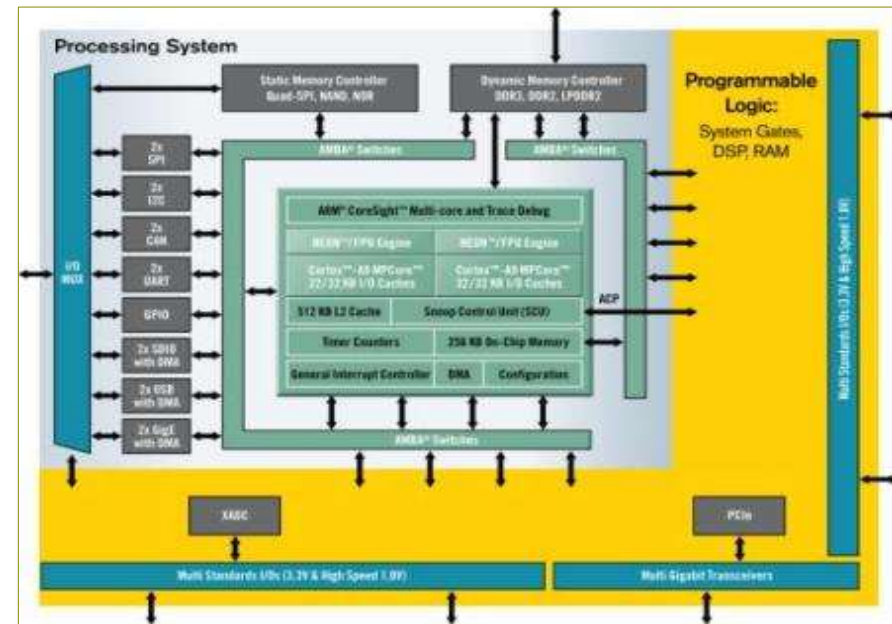 Processing System
Static Memory Controller
Quad-SPI, NAND, NOR
Dynamic Memory Controller
DDR3, DDR2, LPDDR2
Programmable
Logic:
System Gates,
DSP, RAM
AMBA® Switches
AMBA® Switches
2x
SPI
2x
I2C
2x
CAN
2x
UART
GPIO
2x SDIO
with DMA
2x USB
with DMA
2x GigE
with DMA
I/O
MUX
ARM® CoreSight™ Multi-core and Trace Debug
NEON™/FPU Engine
NEON™/FPU Engine
Cortex™-A9 MPCore™
32/32 KB I/D Caches
Cortex™-A9 MPCore™
32/32 KB I/D Caches
512 KB L2 Cache
Snoop Control Unit (SCU)
Timer Counters
256 KB On-Chip Memory
General Interrupt Controller
DMA
Configuration
ACP
AMBA® Switches
Multi Standards I/Os (3.3V & High Speed 1.8V)
XADC
PCIe
Multi Standards I/Os (3.3V & High Speed 1.8V)
Multi Gigabit Transceivers